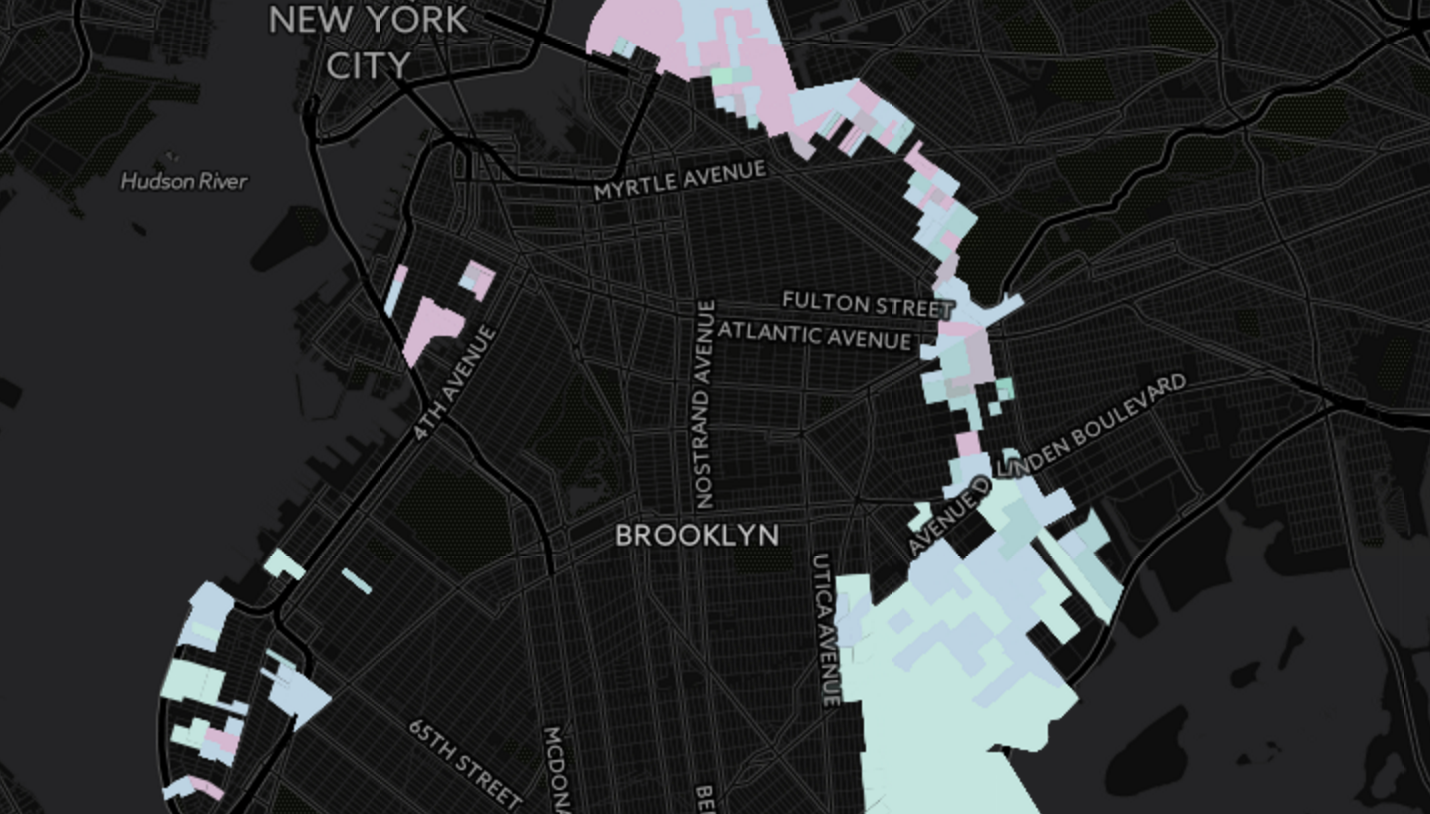 NEW YORK
CITY
Hudson River
MYRTLE AVENUE
FULTON STREET
ATLANTIC AVENUE
NOSTRAND AVENUE
4TH AVENUE
LINDEN BOULEVARD
AVENUE D
BROOKLYN
UTICA AVENUE
65TH STREET
MCDONA
BE